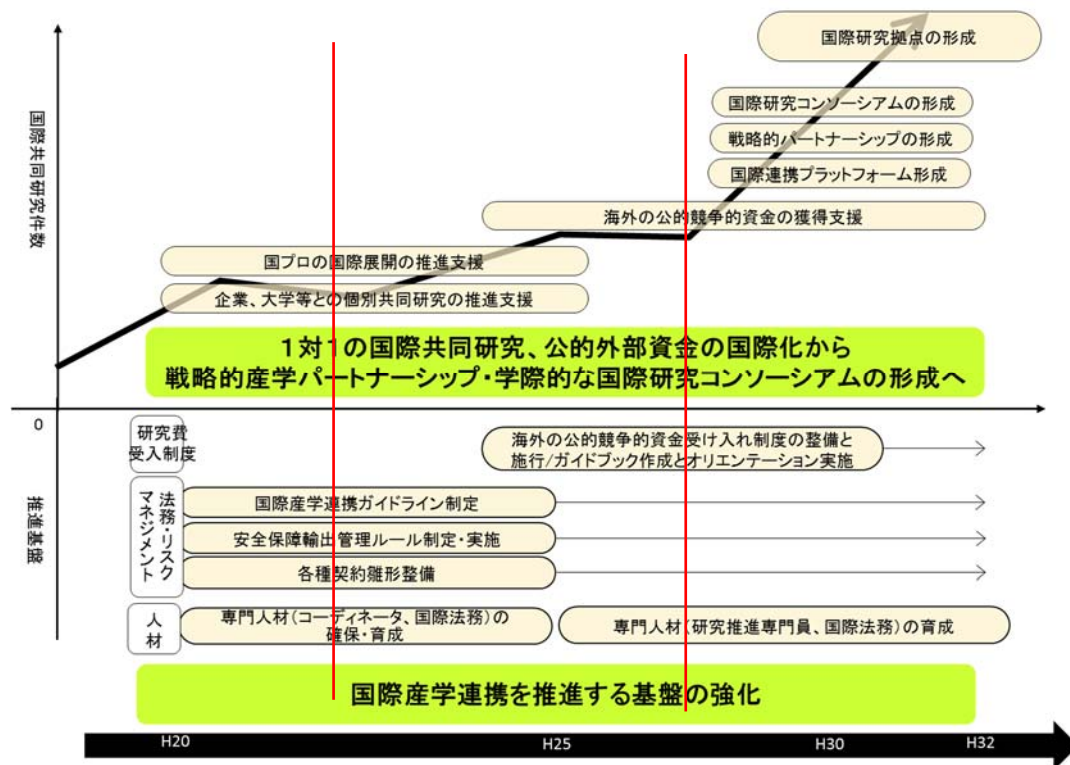 国際研究拠点の形成
国際研究コンソーシアムの形成
戦略的パートナーシップの形成
国際連携プラットフォーム形成
海外の公的競争的資金の獲得支援
国プロの国際展開の推進支援
企業、大学等との個別共同研究の推進支援
国際共同研究件数
1対1の国際共同研究、公的外部資金の国際化から
戦略的産学パートナーシップ・学際的な国際研究コンソーシアムの形成へ
0
推進基盤
研究費
受入制度
海外の公的競争的資金受け入れ制度の整備と
施行/ガイドブック作成とオリエンテーション実施
法務・リスク
マネジメント
国際産学連携ガイドライン制定
安全保障輸出管理ルール制定・実施
各種契約雛形整備
人
材
専門人材(コーディネータ、国際法務)の
確保・育成
専門人材(研究推進専門員、国際法務)の育成
国際産学連携を推進する基盤の強化
H20
H25
H30
H32